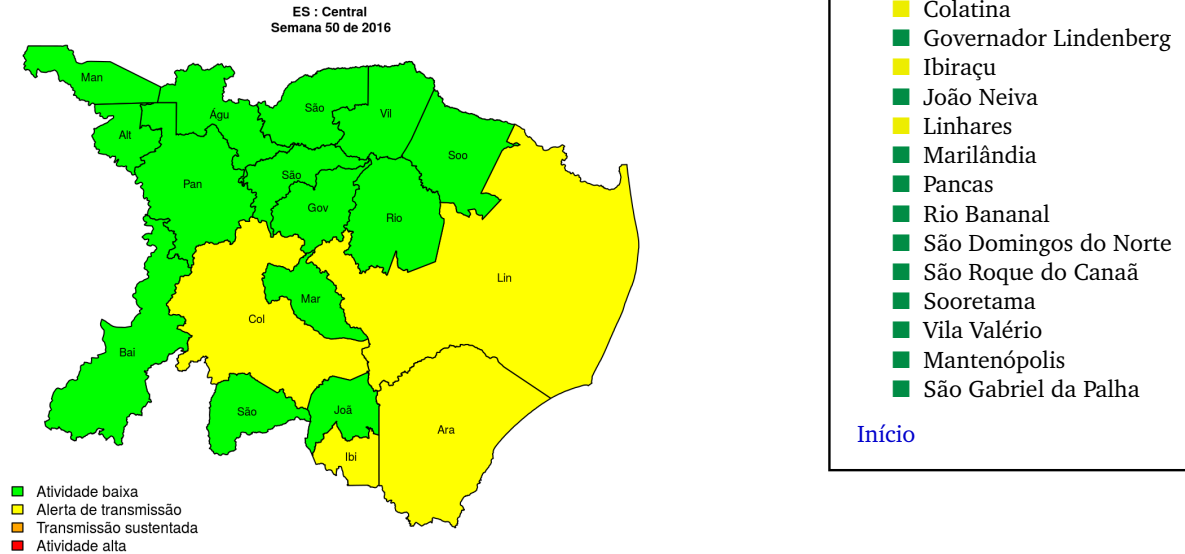 ES : Central
Semana 50 de 2016
Man
Águ
São
Vil
Alt
Soo
Pan
São
Gov
Rio
Lin
Mar
Col
Bai
São
Joã
Ara
Ibi
Atividade baixa
Alerta de transmissão
Transmissão sustentada
Atividade alta
Colatina
Governador Lindenberg
Ibiraçu
João Neiva
Linhares
Marilândia
Pancas
Rio Bananal
São Domingos do Norte
São Roque do Canaã
Sooretama
Vila Valério
Mantenópolis
São Gabriel da Palha
Início